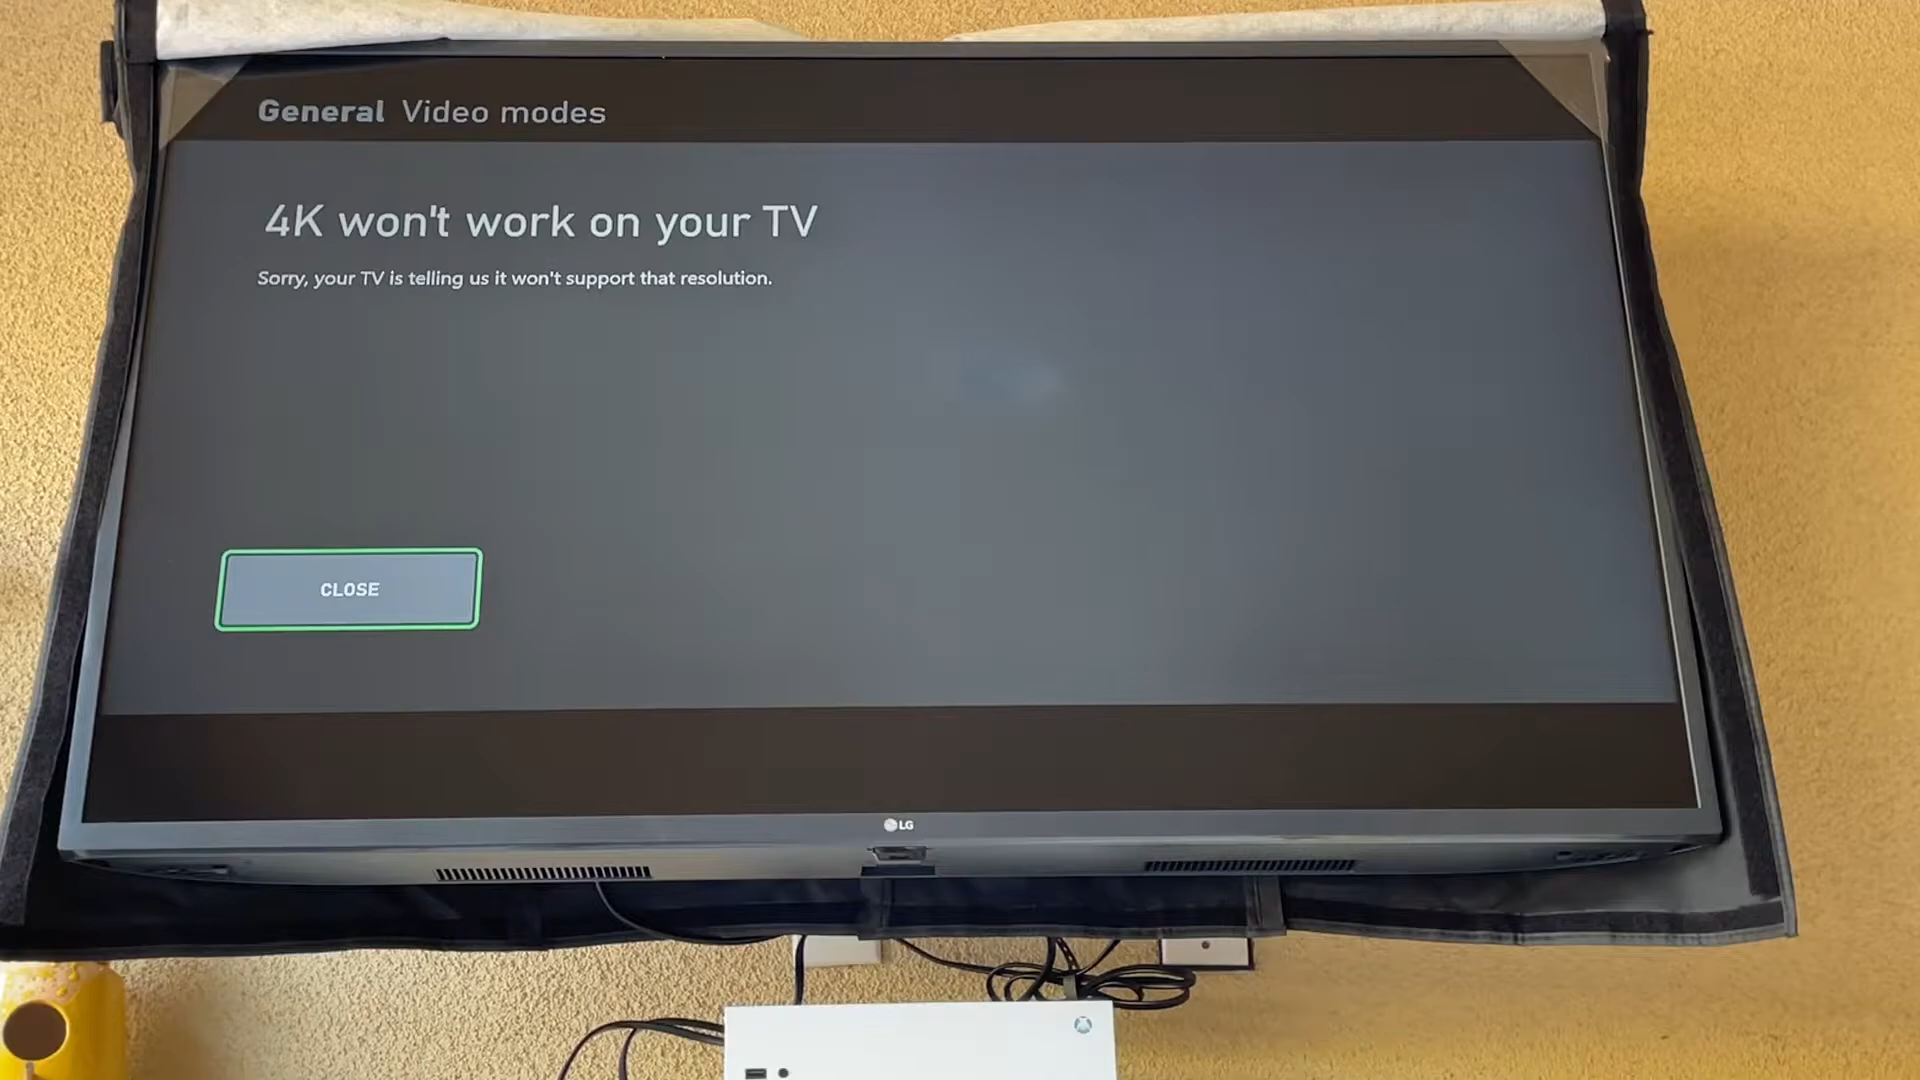 General Video modes
4K won't work on your TV
Sorry, your TV is telling us it won't support that resolution.
CLOSE
LG